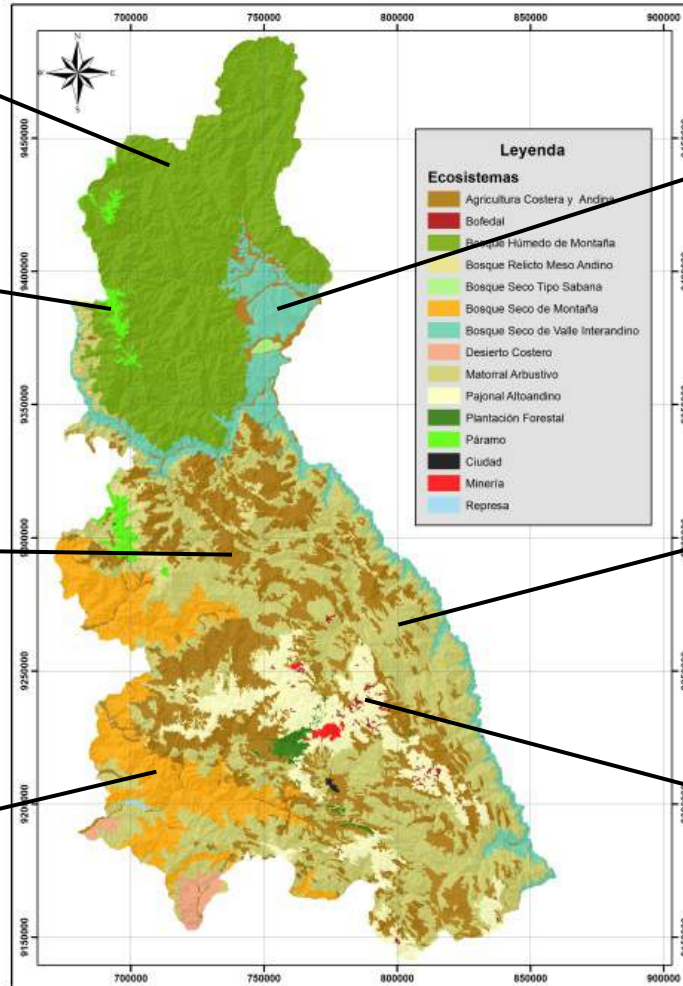 700000 750000 800000 850000 900000
N
E
S
9450000
9400000
9350000
9250000
9200000
9150000
Leyenda
Ecosistemas
Agricultura Costera y Andina
Bofedal
Bosque Húmedo de Montaña
Bosque Relicto Meso Andino
Bosque Seco Tipo Sabana
Bosque Seco de Montaña
Bosque Seco de Valle Interandino
Desierto Costero
Matorral Arbustivo
Pajonal Altoandino
Plantación Forestal
Páramo
Ciudad
Minería
Represa
700000 750000 800000 850000 900000